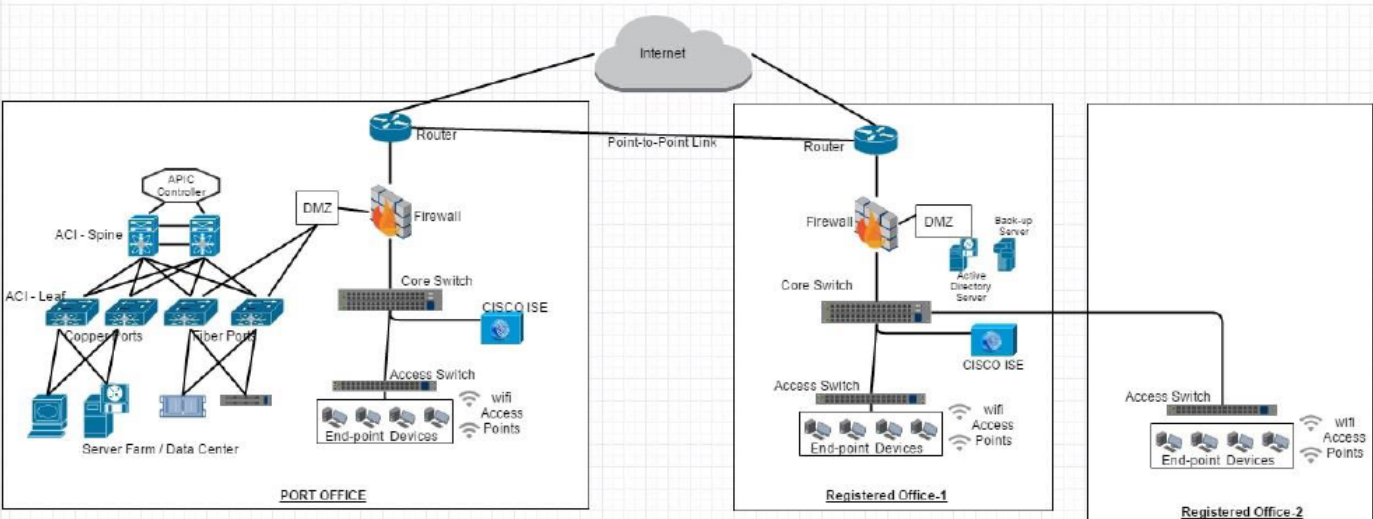 Internet
Router
Point-to-Point Link
Router
APIC
Controller
DMZ
Firewall
ACI - Spine
Firewall
DMZ
Back-up
Server
Active
Directory
Server
Core Switch
Core Switch
ACI - Leaf
CISCO ISE
Copper Ports
Fiber Ports
CISCO ISE
Access Switch
wifi
Access
Points
End-point Devices
Access Switch
wifi
Access
Points
End-point Devices
Access Switch
wifi
Access
Points
End-point Devices
Server Farm / Data Center
PORT OFFICE
Registered Office-1
Registered Office-2